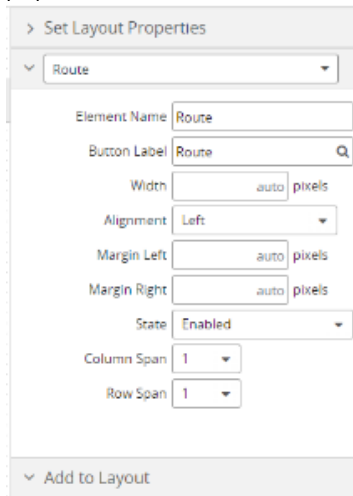 Set Layout Properties
Route
Element Name Route
Button Label Route
Width auto pixels
Alignment Left
Margin Left auto pixels
Margin Right auto pixels
State Enabled
Column Span 1
Row Span 1
Add to Layout